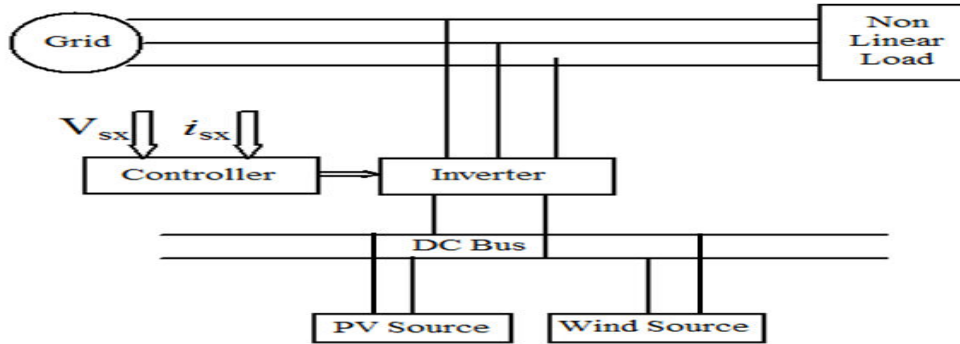 Grid
Non
Linear
Load
Vsx isx
Controller
Inverter
DC Bus
PV Source
Wind Source